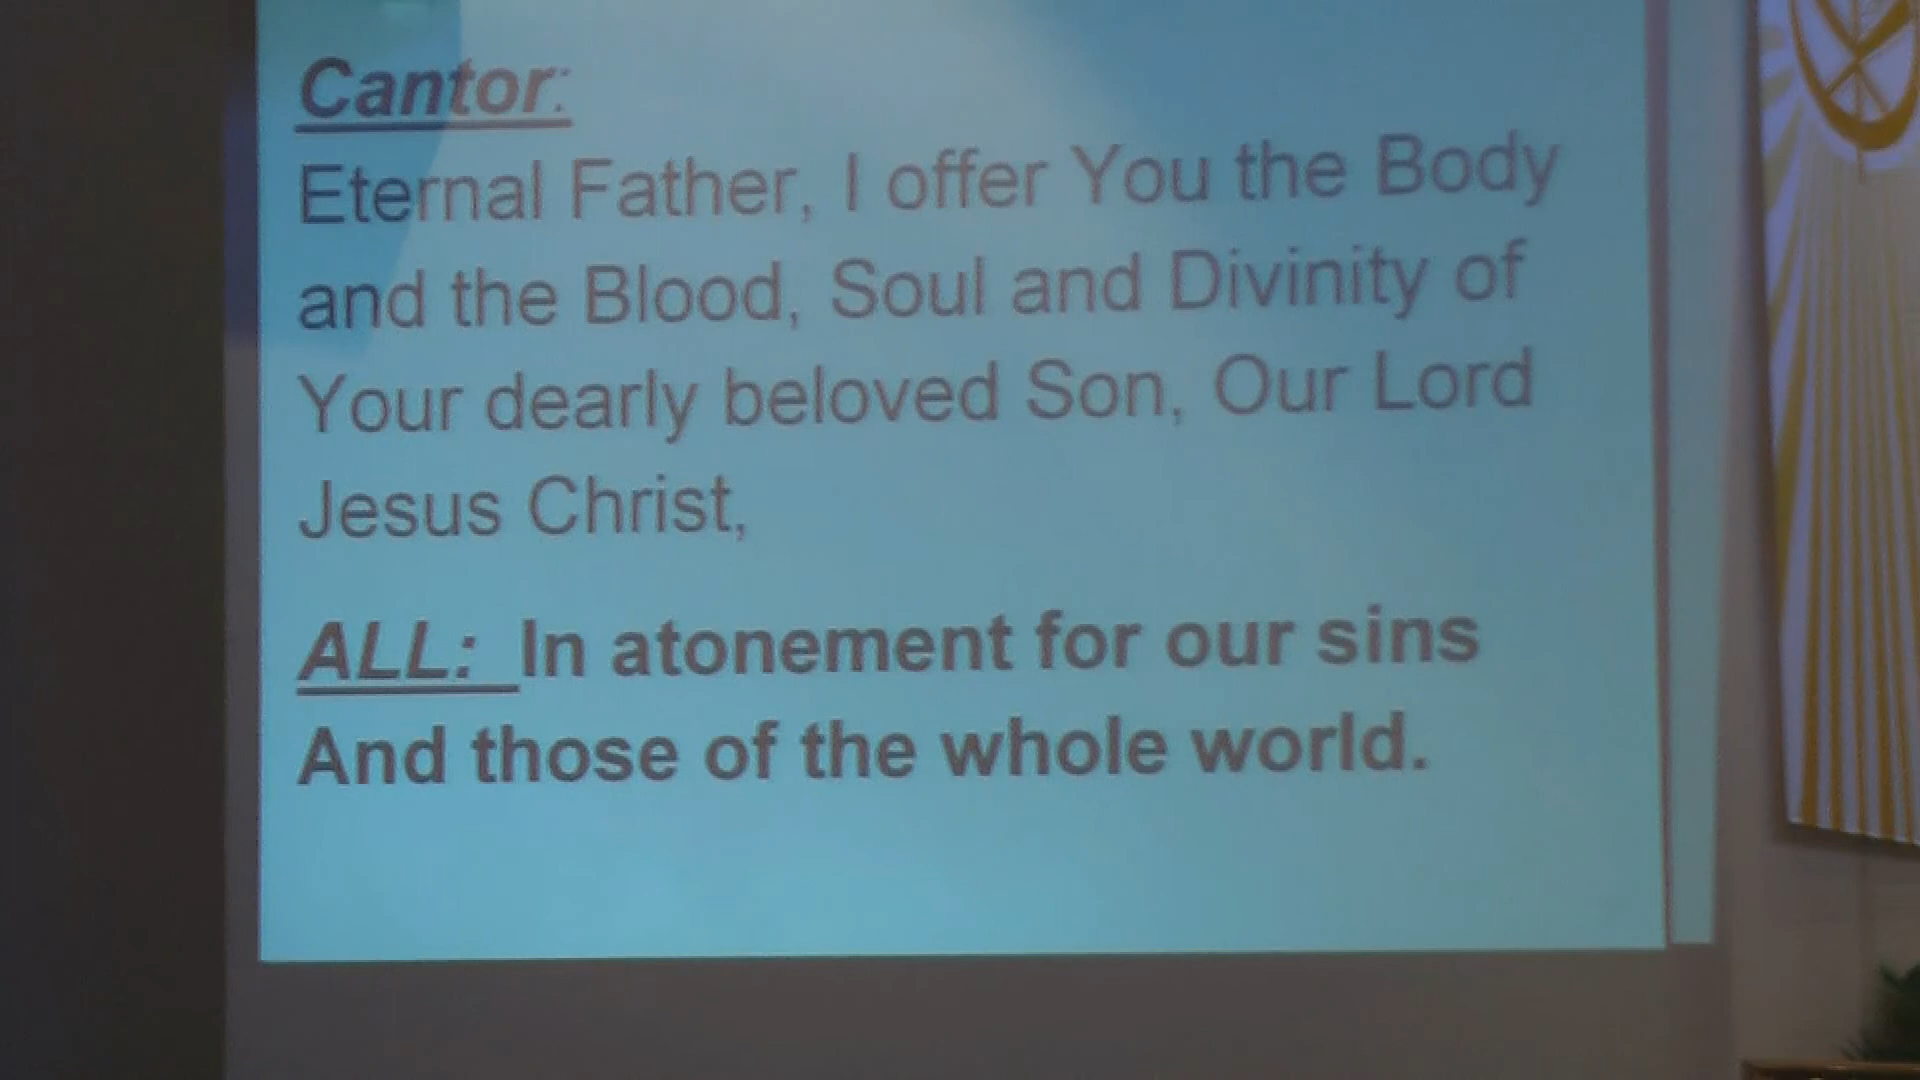 Cantor:
Eternal Father, I offer You the Body
and the Blood, Soul and Divinity of
Your dearly beloved Son, Our Lord
Jesus Christ,
ALL: In atonement for our sins
And those of the whole world.